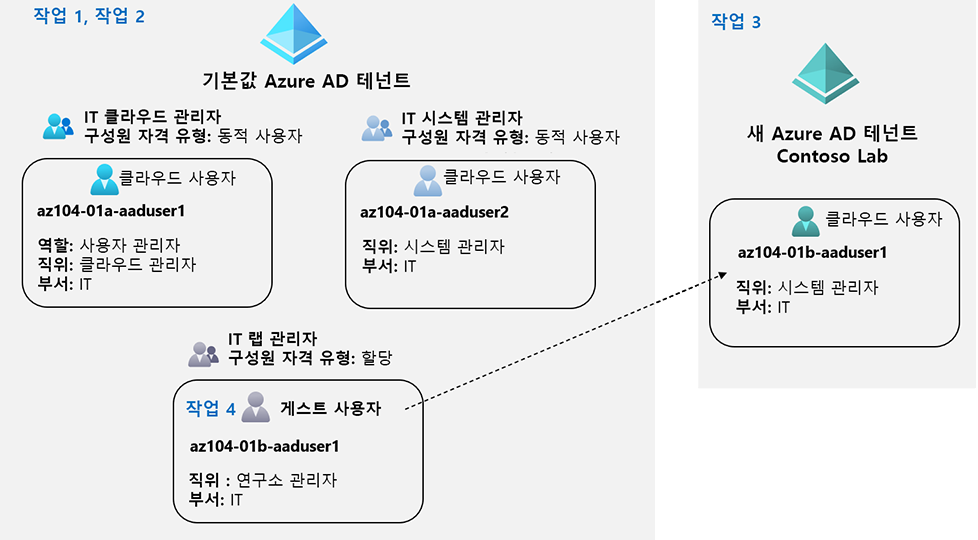 작업 1, 작업 2
기본값 Azure AD 테넌트
IT 클라우드 관리자
구성원 자격 유형: 동적 사용자
클라우드 사용자
az104-01a-aaduser1
역할: 사용자 관리자
직위: 클라우드 관리자
부서: IT
IT 시스템 관리자
구성원 자격 유형: 동적 사용자
클라우드 사용자
az104-01a-aaduser2
직위: 시스템 관리자
부서: IT
IT 랩 관리자
구성원 자격 유형: 할당
작업 4
게스트 사용자
az104-01b-aaduser1
직위 : 연구소 관리자
부서: IT
작업 3
새 Azure AD 테넌트
Contoso Lab
클라우드 사용자
az104-01b-aaduser1
직위: 시스템 관리자
부서: IT